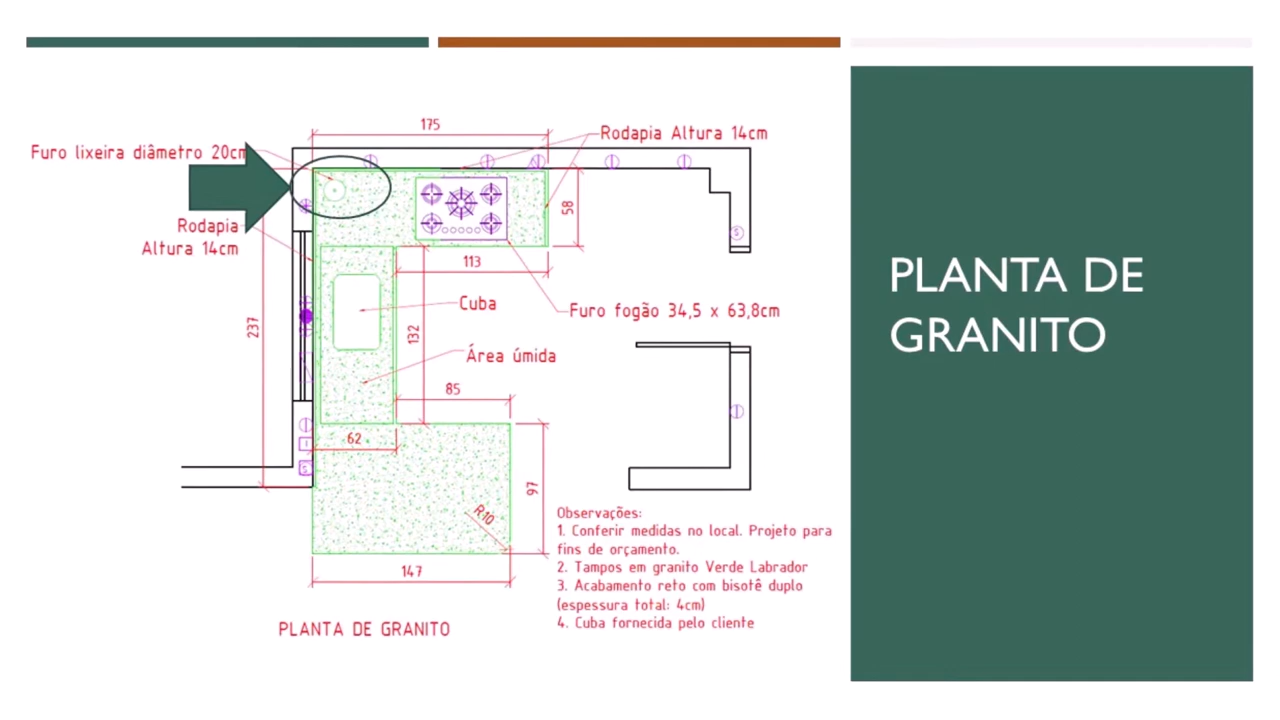 175
Rodapia Altura 14cm
Furo lixeira diâmetro 20cm
Rodapia
Altura 14cm
58
113
Cuba
Furo fogão 34,5 x 63,8cm
237
132
Área úmida
85
62
97
R10
147
S
I
S
PLANTA DE GRANITO
Observações:
1. Conferir medidas no local. Projeto para
fins de orçamento.
2. Tampos em granito Verde Labrador
3. Acabamento reto com bisotê duplo
(espessura total: 4cm)
4. Cuba fornecida pelo cliente
PLANTA DE
GRANITO